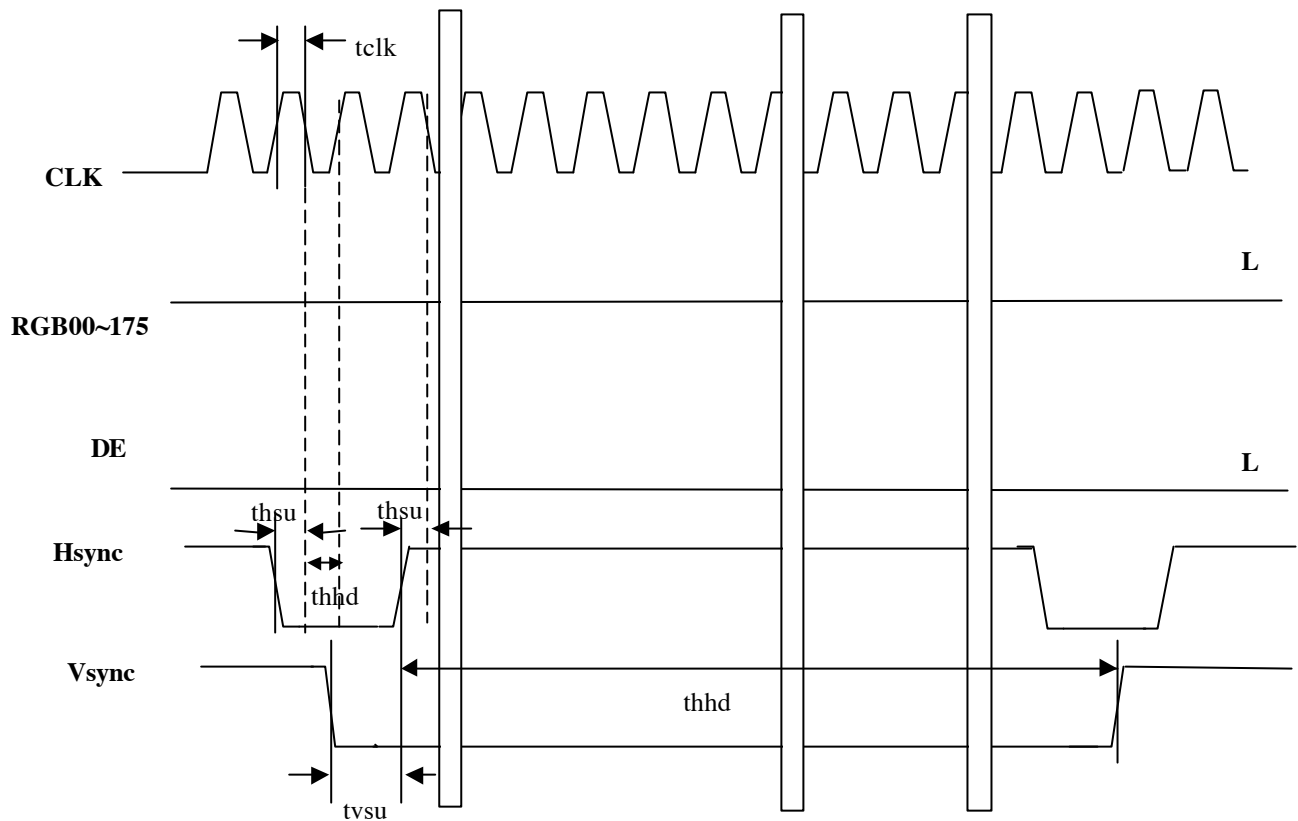 tclk
CLK
L
RGB00~175
DE
L
thsu
thsu
Hsync
thhd
Vsync
thhd
tvsu